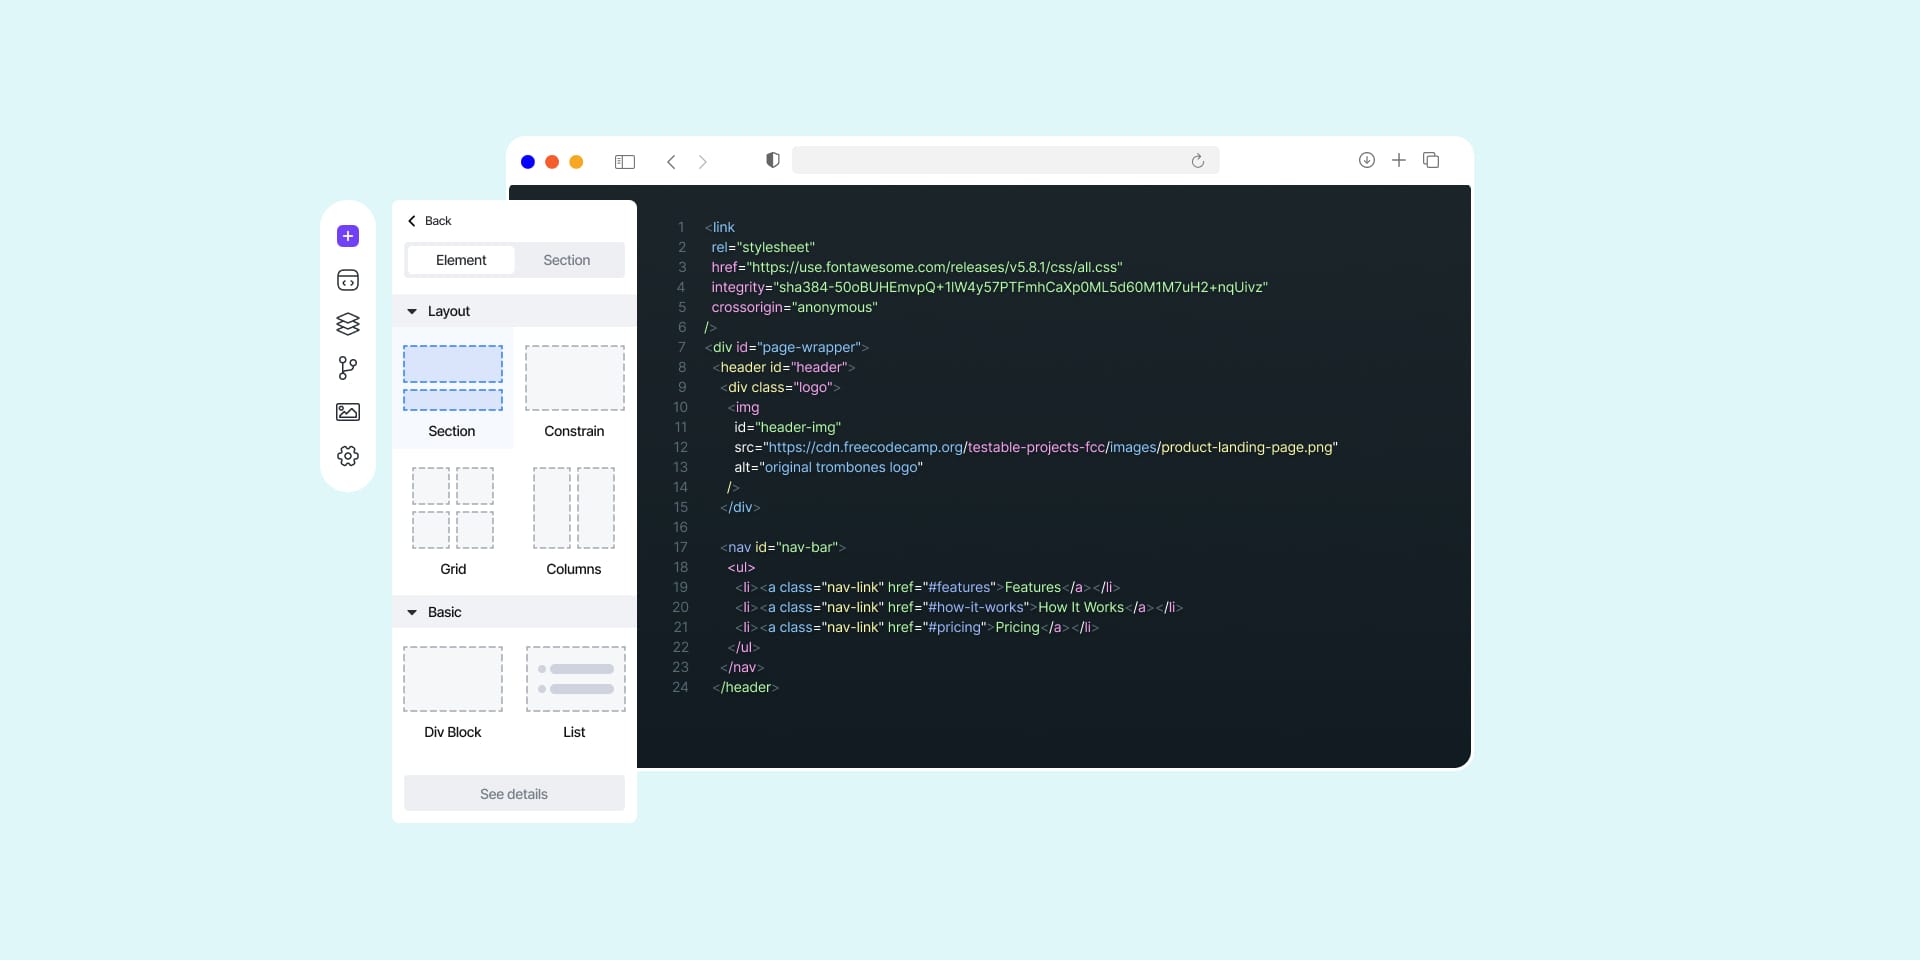 Back
Element
Section
Layout
Section
Constrain
Grid
Columns
Basic
Div Block
List
See details
1 <link
2 rel="stylesheet"
3 href="https://use.fontawesome.com/releases/v5.8.1/css/all.css"
4 integrity="sha384-50oBUHEmvpQ+1lW4y57PTFmhCaXp0ML5d60M1M7uH2+nqUivz"
5 crossorigin="anonymous"
6 />
7 <div id="page-wrapper">
8 <header id="header">
9 <div class="logo">
10 <img
11 id="header-img"
12 src="https://cdn.freecodecamp.org/testable-projects-fcc/images/product-landing-page.png"
13 alt="original trombones logo"
14 />
15 </div>
16
17 <nav id="nav-bar">
18 <ul>
19 <li><a class="nav-link" href="#features">Features</a></li>
20 <li><a class="nav-link" href="#how-it-works">How It Works</a></li>
21 <li><a class="nav-link" href="#pricing">Pricing</a></li>
22 </ul>
23 </nav>
24 </header>